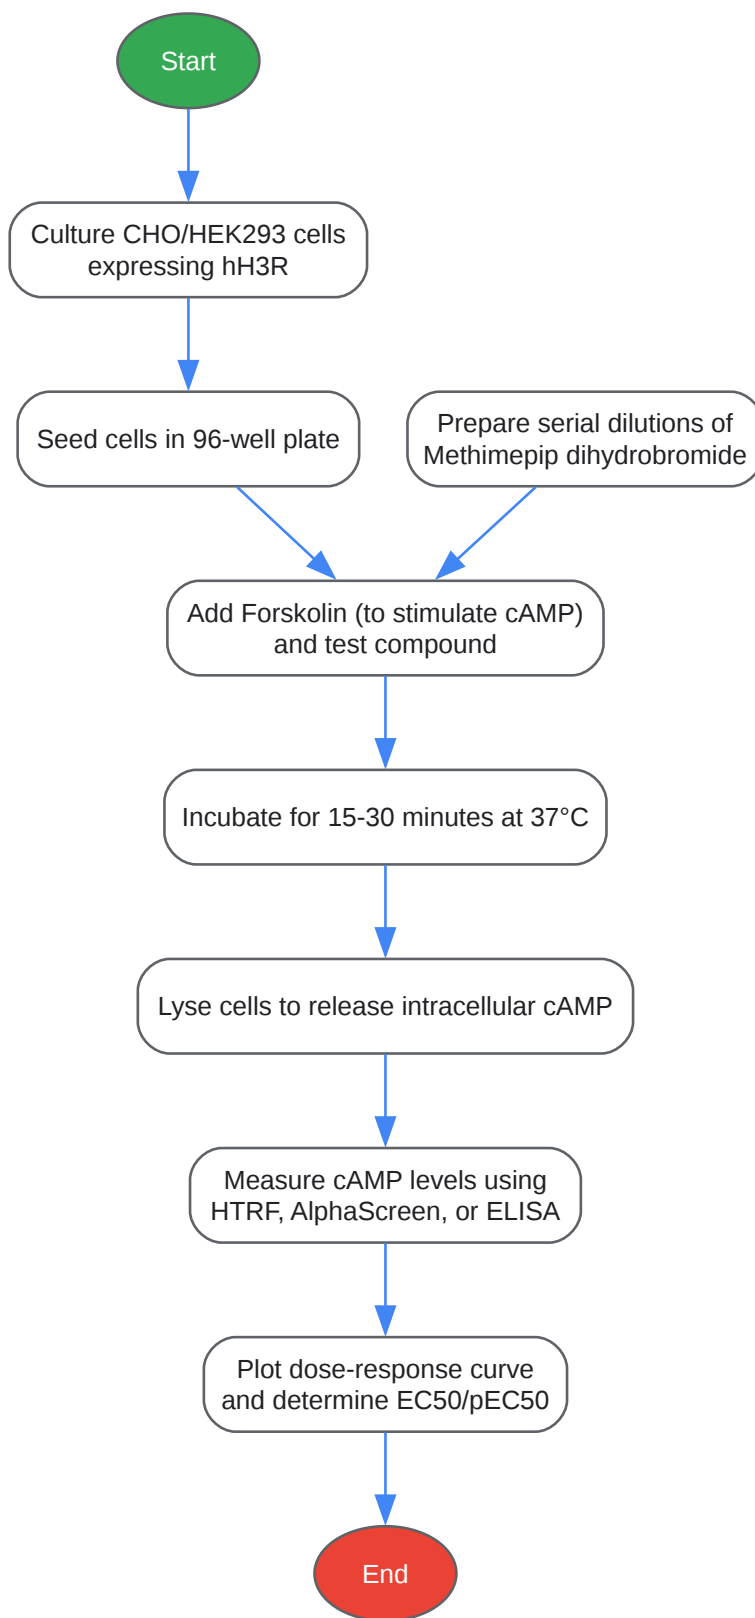 Start
Culture CHO/HEK293 cells
expressing hH3R
Seed cells in 96-well plate
Prepare serial dilutions of
Methimepip dihydrobromide
Add Forskolin (to stimulate cAMP)
and test compound
Incubate for 15-30 minutes at 37°C
Lyse cells to release intracellular cAMP
Measure cAMP levels using
HTRF, AlphaScreen, or ELISA
Plot dose-response curve
and determine EC50/pEC50
End